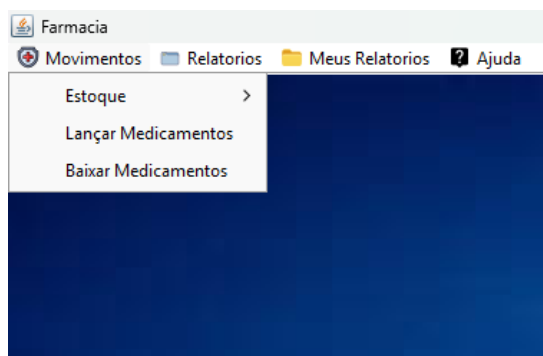 Farmacia
Movimentos Relatorios Meus Relatorios ? Ajuda
Estoque >
Lançar Medicamentos
Baixar Medicamentos